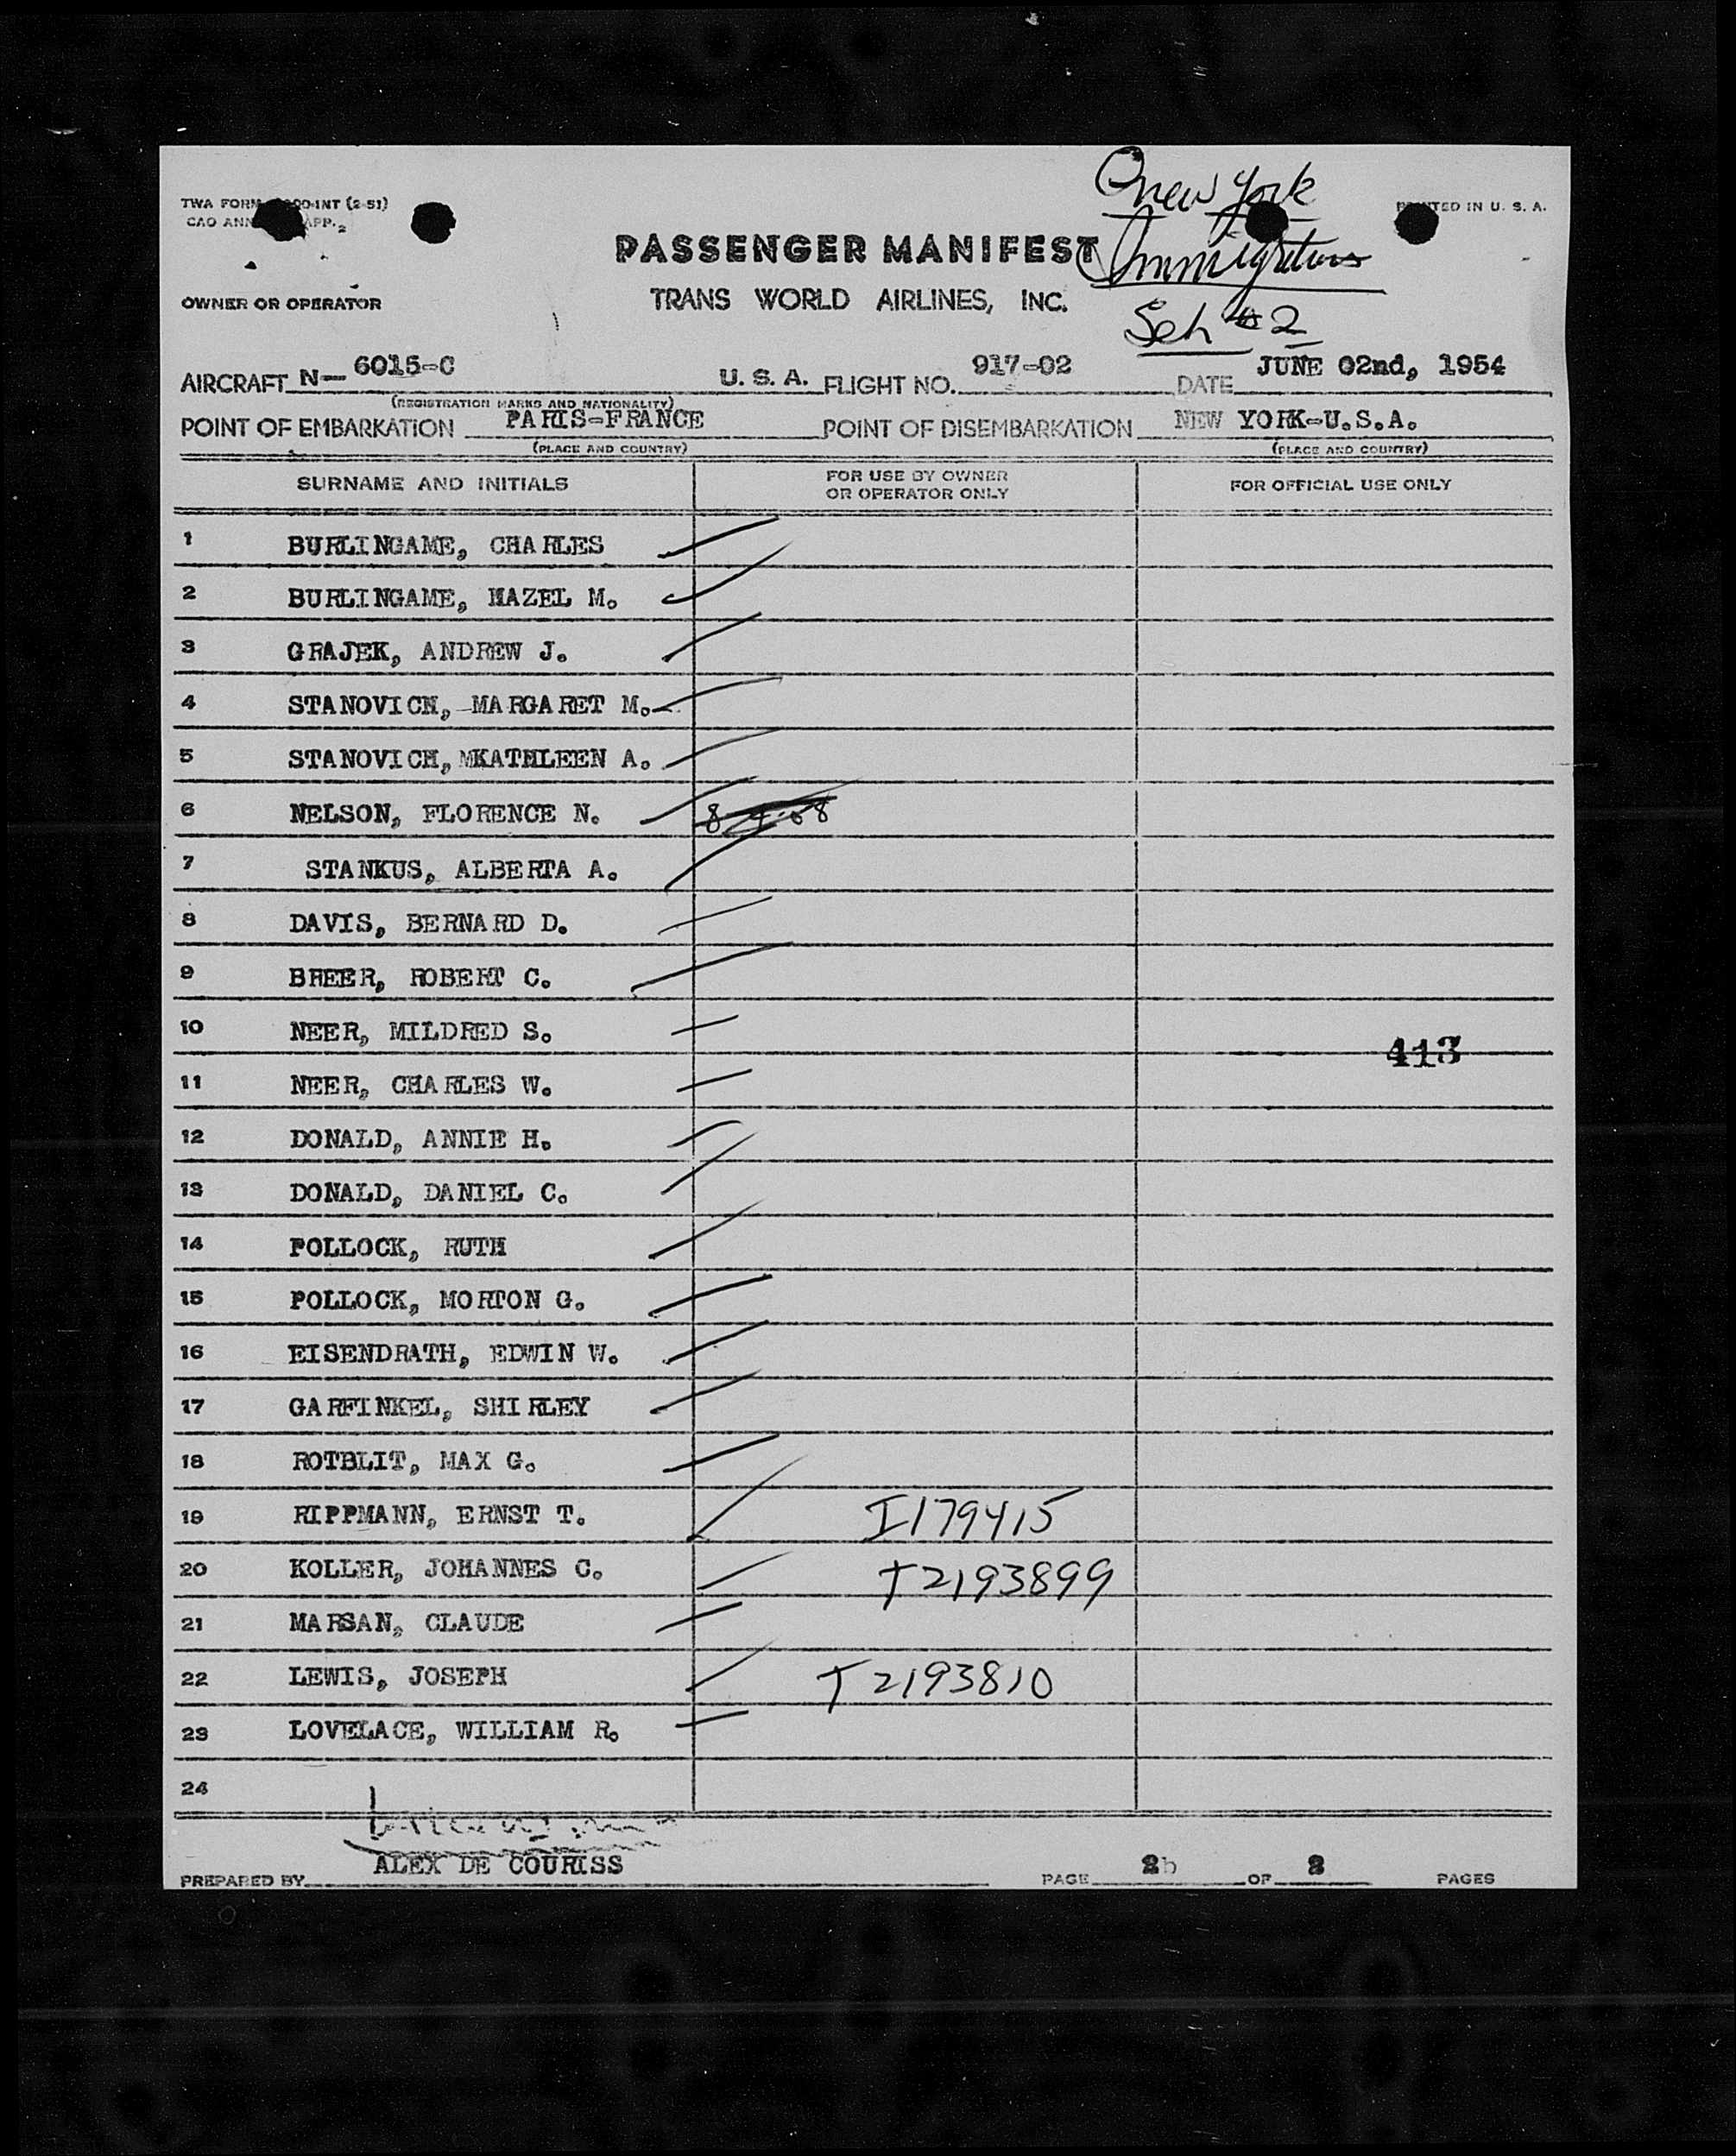 New York
TWA FORM
00-INT (2-51)
TED IN U. S. A.
CAO ANN
APP. 2
PASSENGER MANIFEST
Immigration
OWNER OR OPERATOR
TRANS WORLD AIRLINES, INC.
#2
AIRCRAFT N- 6015-C U. S. A. FLIGHT NO. 917-02 DATE JUNE 02nd, 1954
(REGISTRATION MARKS AND NATIONALITY)
POINT OF EMBARKATION PARIS-FRANCE POINT OF DISEMBARKATION NEW YORK-U.S.A.
(PLACE AND COUNTRY) (PLACE AND COUNTRY)
SURNAME AND INITIALS FOR USE BY OWNER OR OPERATOR ONLY FOR OFFICIAL USE ONLY
1 BURLINGAME, CHARLES
2 BURLINGAME, HAZEL M.
3 GRAJEK, ANDREW J.
4 STANOVICH, MARGARET M.
5 STANOVICH, KATHLEEN A.
6 NELSON, FLORENCE N.
7 STANKUS, ALBERTA A.
8 DAVIS, BERNARD D.
9 BREER, ROBERT C.
10 NEER, MILDRED S.
413
11 NEER, CHARLES W.
12 DONALD, ANNIE H.
13 DONALD, DANIEL C.
14 POLLOCK, RUTH
15 POLLOCK, MORTON G.
16 EISENDRATH, EDWIN W.
17 GARFINKEL, SHIRLEY
18 ROTBLIT, MAX G.
19 RIPPMANN, ERNST T. I179415
20 KOLLER, JOHANNES C. T2193899
21 MARSAN, CLAUDE
22 LEWIS, JOSEPH T2193810
23 LOVELACE, WILLIAM R.
24
ALEX DE COURISS
PREPARED BY PAGE 2b OF 2 PAGES